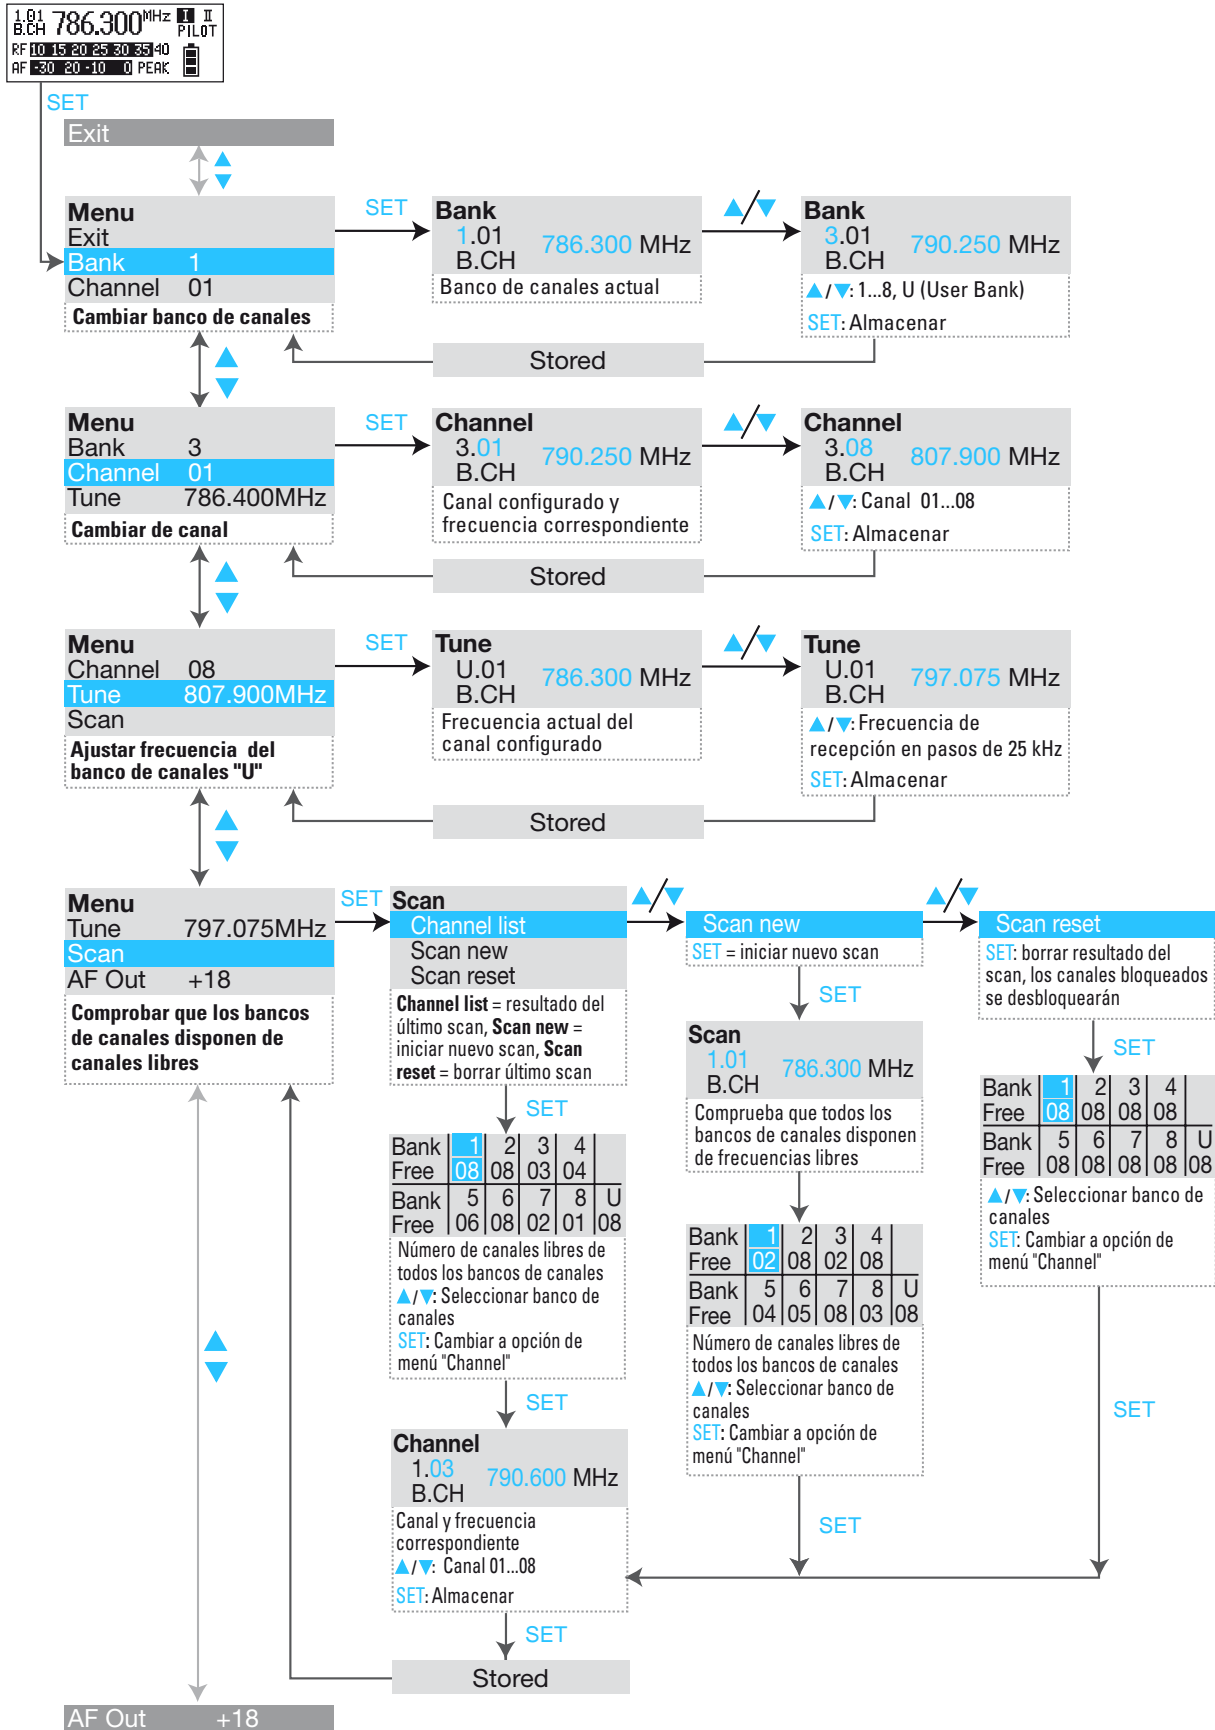 1.01 786.300 MHz I II
B.CH PILOT
RF 10 15 20 25 30 35 40
AF -30 20 -10 0 PEAK
SET
Exit
Menu
Exit
Bank 1
Channel 01
Cambiar banco de canales
SET
Bank
1.01 786.300 MHz
B.CH
Banco de canales actual
▲/▼
Bank
3.01 790.250 MHz
B.CH
▲/▼: 1...8, U (User Bank)
SET: Almacenar
Stored
Menu
Bank 3
Channel 01
Tune 786.400MHz
Cambiar de canal
SET
Channel
3.01 790.250 MHz
B.CH
Canal configurado y
frecuencia correspondiente
▲/▼
Channel
3.08 807.900 MHz
B.CH
▲/▼: Canal 01...08
SET: Almacenar
Stored
Menu
Channel 08
Tune 807.900MHz
Scan
Ajustar frecuencia del
banco de canales "U"
SET
Tune
U.01 786.300 MHz
B.CH
Frecuencia actual del
canal configurado
▲/▼
Tune
U.01 797.075 MHz
B.CH
▲/▼: Frecuencia de
recepción en pasos de 25 kHz
SET: Almacenar
Stored
Menu
Tune 797.075MHz
Scan
AF Out +18
Comprobar que los bancos
de canales disponen de
canales libres
SET
Scan
Channel list
Scan new
Scan reset
Channel list = resultado del
último scan, Scan new =
iniciar nuevo scan, Scan
reset = borrar último scan
SET
Bank 1 2 3 4
Free 08 08 03 04
Bank 5 6 7 8 U
Free 06 08 02 01 08
Número de canales libres de
todos los bancos de canales
▲/▼: Seleccionar banco de
canales
SET: Cambiar a opción de
menú "Channel"
SET
Channel
1.03 790.600 MHz
B.CH
Canal y frecuencia
correspondiente
▲/▼: Canal 01...08
SET: Almacenar
SET
Stored
▲/▼
Scan new
SET = iniciar nuevo scan
SET
Scan
1.01 786.300 MHz
B.CH
Comprueba que todos los
bancos de canales disponen
de frecuencias libres
Bank 1 2 3 4
Free 02 08 02 08
Bank 5 6 7 8 U
Free 04 05 08 03 08
Número de canales libres de
todos los bancos de canales
▲/▼: Seleccionar banco de
canales
SET: Cambiar a opción de
menú "Channel"
SET
▲/▼
Scan reset
SET: borrar resultado del
scan, los canales bloqueados
se desbloquearán
SET
Bank 1 2 3 4
Free 08 08 08 08
Bank 5 6 7 8 U
Free 08 08 08 08 08
▲/▼: Seleccionar banco de
canales
SET: Cambiar a opción de
menú "Channel"
SET
AF Out +18